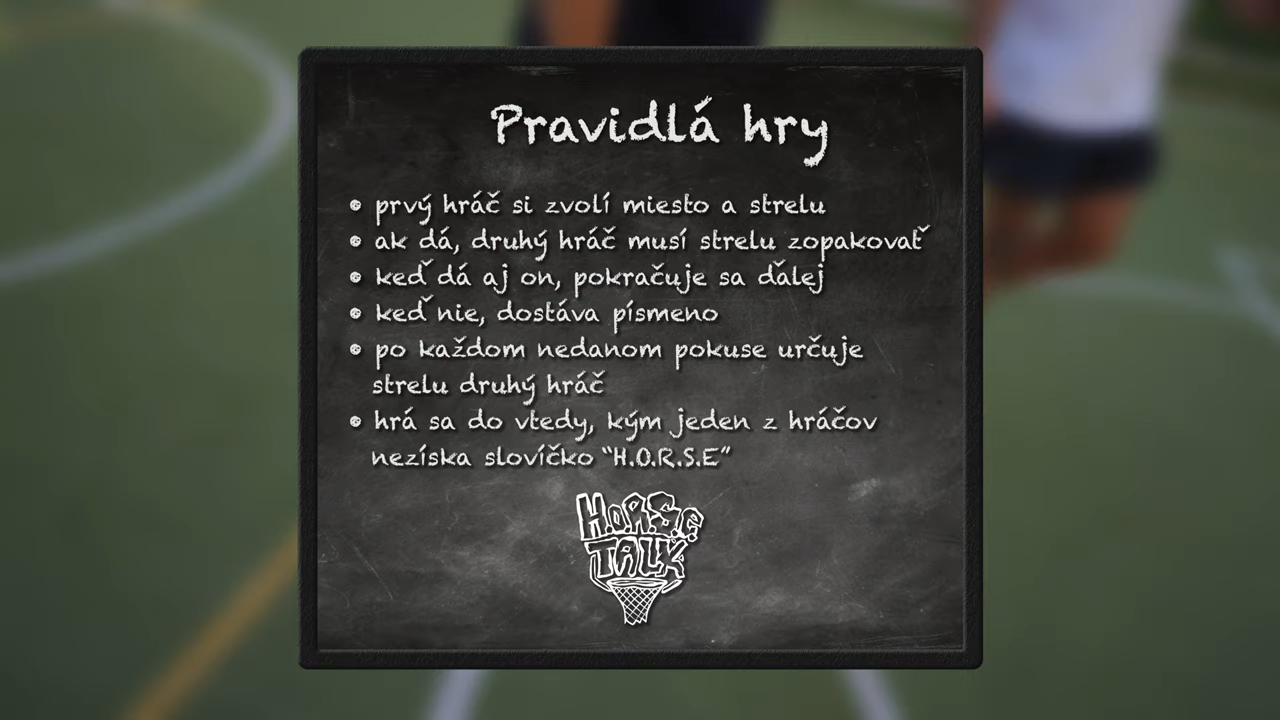 Pravidlá hry
• prvý hráč si zvolí miesto a strelu
• ak dá, druhý hráč musí strelu zopakovať
• keď dá aj on, pokračuje sa ďalej
• keď nie, dostáva písmeno
• po každom nedanom pokuse určuje
strelu druhý hráč
• hrá sa do vtedy, kým jeden z hráčov
nezíska slovíčko “H.O.R.S.E”
H.O.R.S.E.
TALK